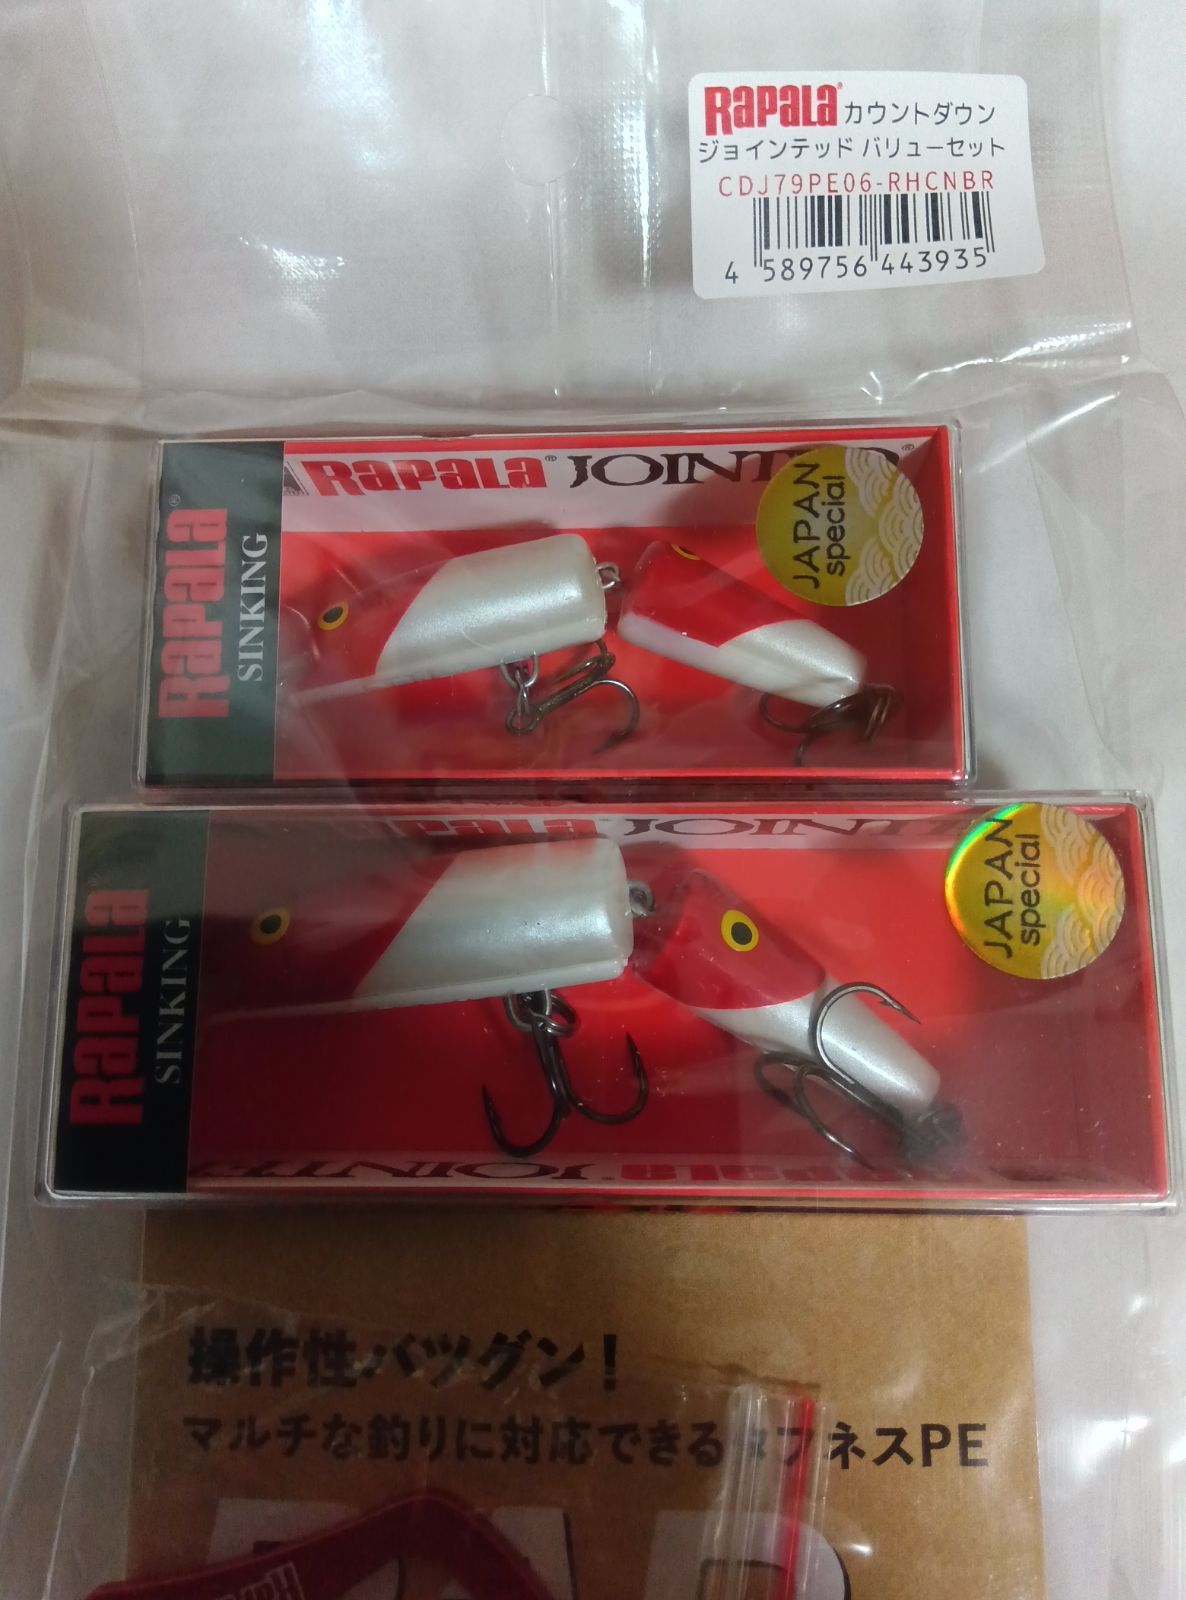 RAPALA® カウントダウン
ジョインテッド バリューセット
CDJ79PE06-RHCNBR
4 589756 443935
RAPALA® JOINTED®
JAPAN
special
RAPALA®
SINKING
RAPALA JOINTE
JAPAN
special
RAPALA
SINKING
操作性バツグン!
マルチな釣りに対応できるタフネスPE